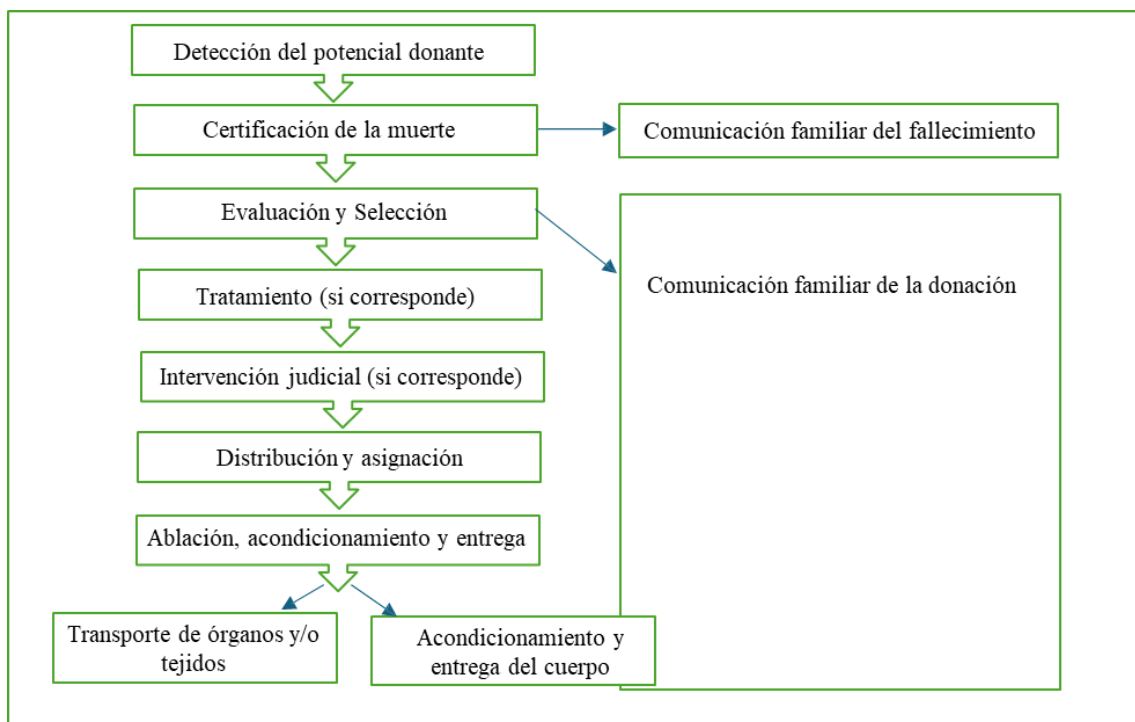 Detección del potencial donante
Certificación de la muerte
Comunicación familiar del fallecimiento
Evaluación y Selección
Comunicación familiar de la donación
Tratamiento (si corresponde)
Intervención judicial (si corresponde)
Distribución y asignación
Ablación, acondicionamiento y entrega
Transporte de órganos y/o
tejidos
Acondicionamiento y
entrega del cuerpo